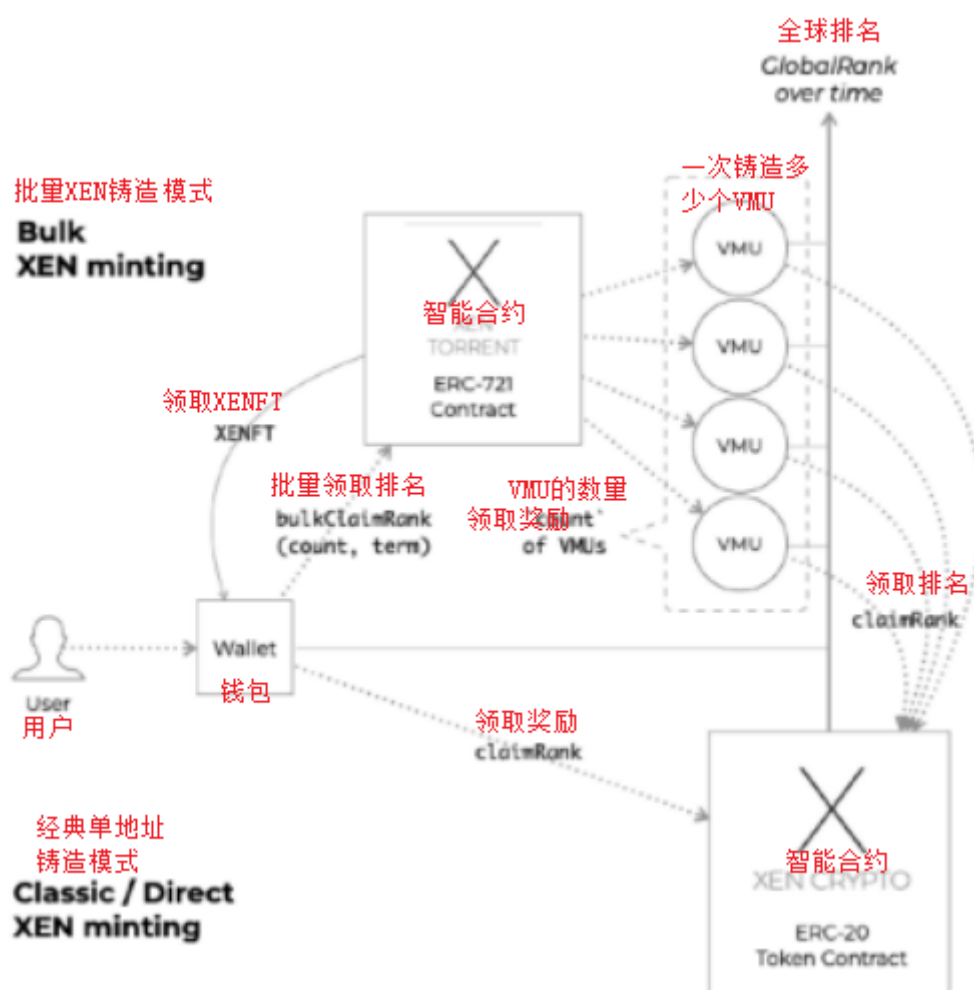 全球排名
GlobalRank
over time
批量XEN铸造模式
Bulk
XEN minting
一次铸造多
少个VMU
VMU
VMU
VMU
VMU
智能合约
XEN
TORRENT
ERC-721
Contract
领取XENFT
XENFT
批量领取排名
bulkClaimRank
(count, term)
VMU的数量
领取奖励
`count`
of VMUs
领取排名
claimRank
User
用户
Wallet
钱包
领取奖励
claimRank
经典单地址
铸造模式
Classic / Direct
XEN minting
智能合约
XEN CRYPTO
ERC-20
Token Contract